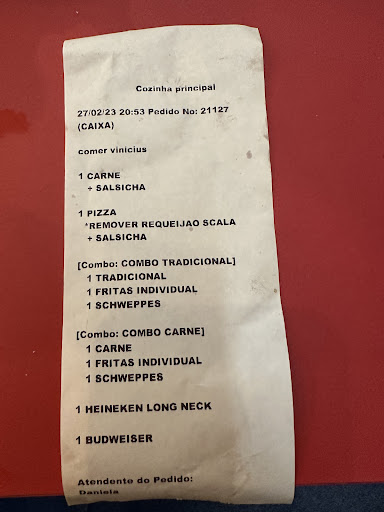 Cozinha principal
27/02/23 20:53 Pedido No: 21127
(CAIXA)
comer vinicius
1 CARNE
+ SALSICHA
1 PIZZA
*REMOVER REQUEIJAO SCALA
+ SALSICHA
[Combo: COMBO TRADICIONAL]
1 TRADICIONAL
1 FRITAS INDIVIDUAL
1 SCHWEPPES
[Combo: COMBO CARNE]
1 CARNE
1 FRITAS INDIVIDUAL
1 SCHWEPPES
1 HEINEKEN LONG NECK
1 BUDWEISER
Atendente do Pedido:
Daniela